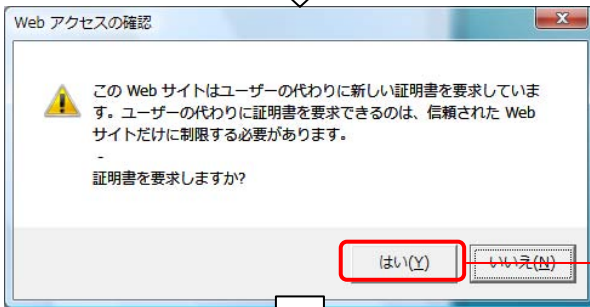 Web アクセスの確認
この Web サイトはユーザーの代わりに新しい証明書を要求していま
す。ユーザーの代わりに証明書を要求できるのは、信頼された Web
サイトだけに制限する必要があります。
-
証明書を要求しますか?
はい(Y) いいえ(N)